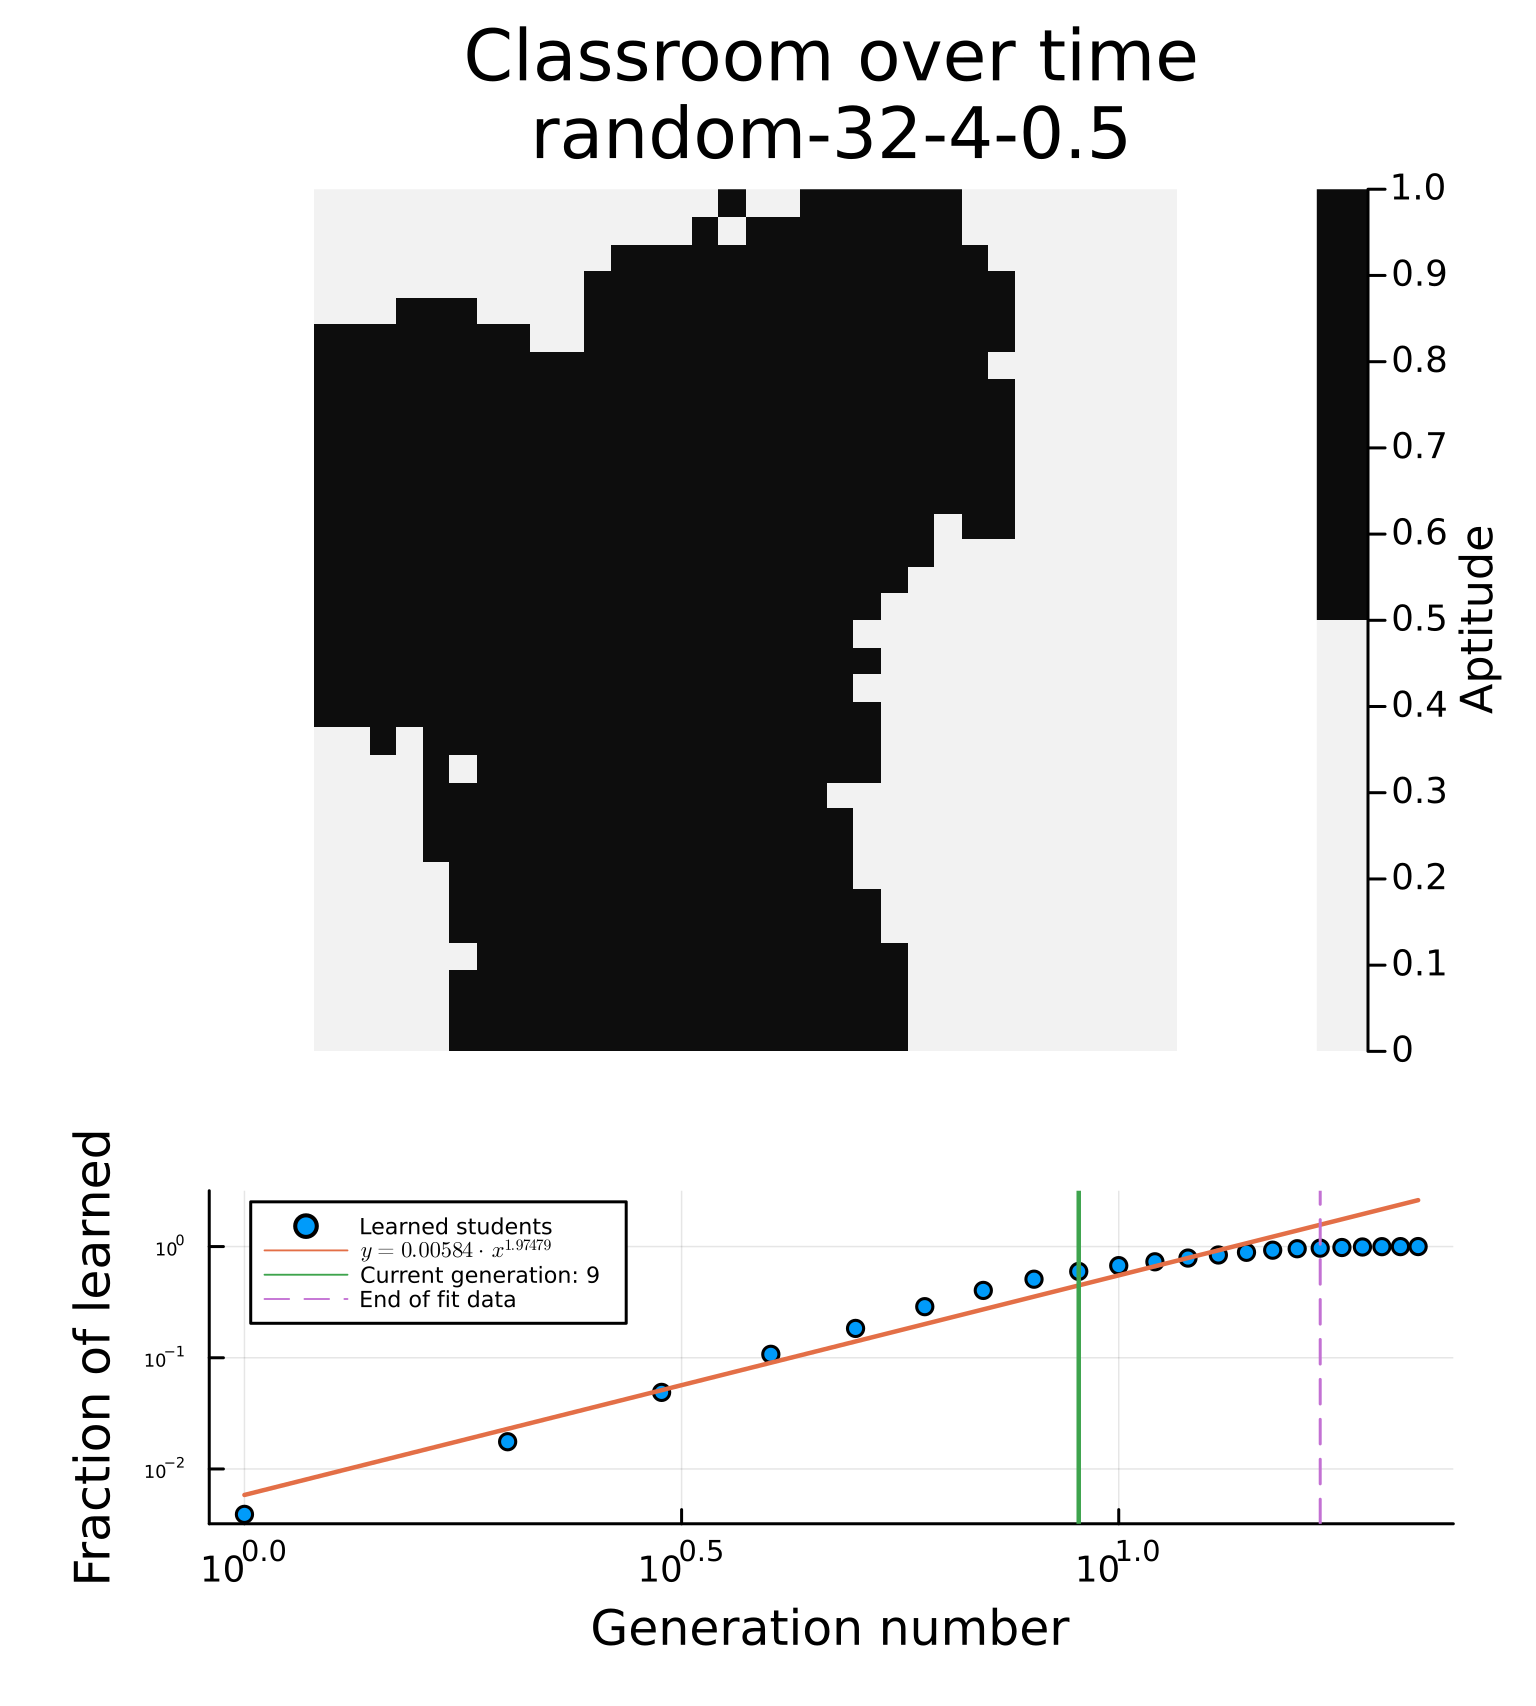 Classroom over time
random-32-4-0.5
1.0
0.9
0.8
0.7
0.6
0.5
0.4
0.3
0.2
0.1
0
Aptitude
Fraction of learned
10^0
10^-1
10^-2
Learned students
y = 0.00584 · x^1.97479
Current generation: 9
End of fit data
10^0.0
10^0.5
10^1.0
Generation number